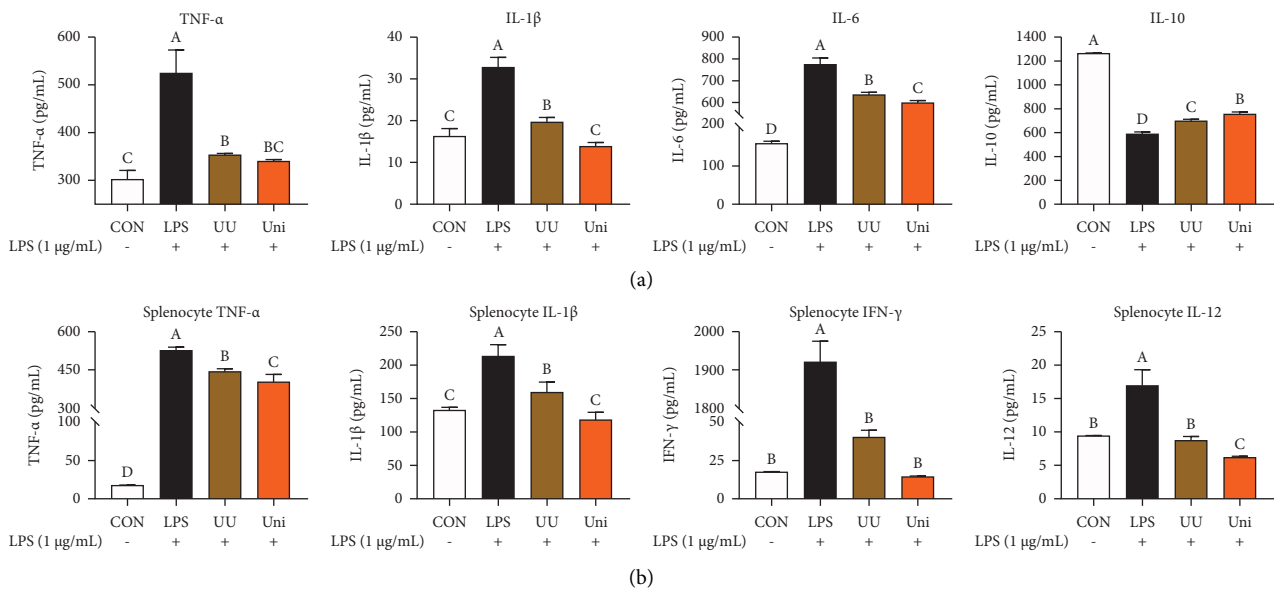 TNF-α
TNF-α (pg/mL)
600
500
350
300
C
A
B
BC
CON LPS UU Uni
LPS (1 μg/mL) - + + +
IL-1β
IL-1β (pg/mL)
40
30
20
10
0
C
A
B
C
CON LPS UU Uni
LPS (1 μg/mL) - + + +
IL-6
IL-6 (pg/mL)
900
800
700
600
200
100
0
D
A
B
C
CON LPS UU Uni
LPS (1 μg/mL) - + + +
IL-10
IL-10 (pg/mL)
1400
1200
1000
800
600
400
200
0
A
D
C
B
CON LPS UU Uni
LPS (1 μg/mL) - + + +
(a)
Splenocyte TNF-α
TNF-α (pg/mL)
600
450
300
100
50
0
D
A
B
C
CON LPS UU Uni
LPS (1 μg/mL) - + + +
Splenocyte IL-1β
IL-1β (pg/mL)
250
200
150
100
50
0
C
A
B
C
CON LPS UU Uni
LPS (1 μg/mL) - + + +
Splenocyte IFN-γ
IFN-γ (pg/mL)
2000
1900
1800
50
25
0
B
A
B
B
CON LPS UU Uni
LPS (1 μg/mL) - + + +
Splenocyte IL-12
IL-12 (pg/mL)
25
20
15
10
5
0
B
A
B
C
CON LPS UU Uni
LPS (1 μg/mL) - + + +
(b)